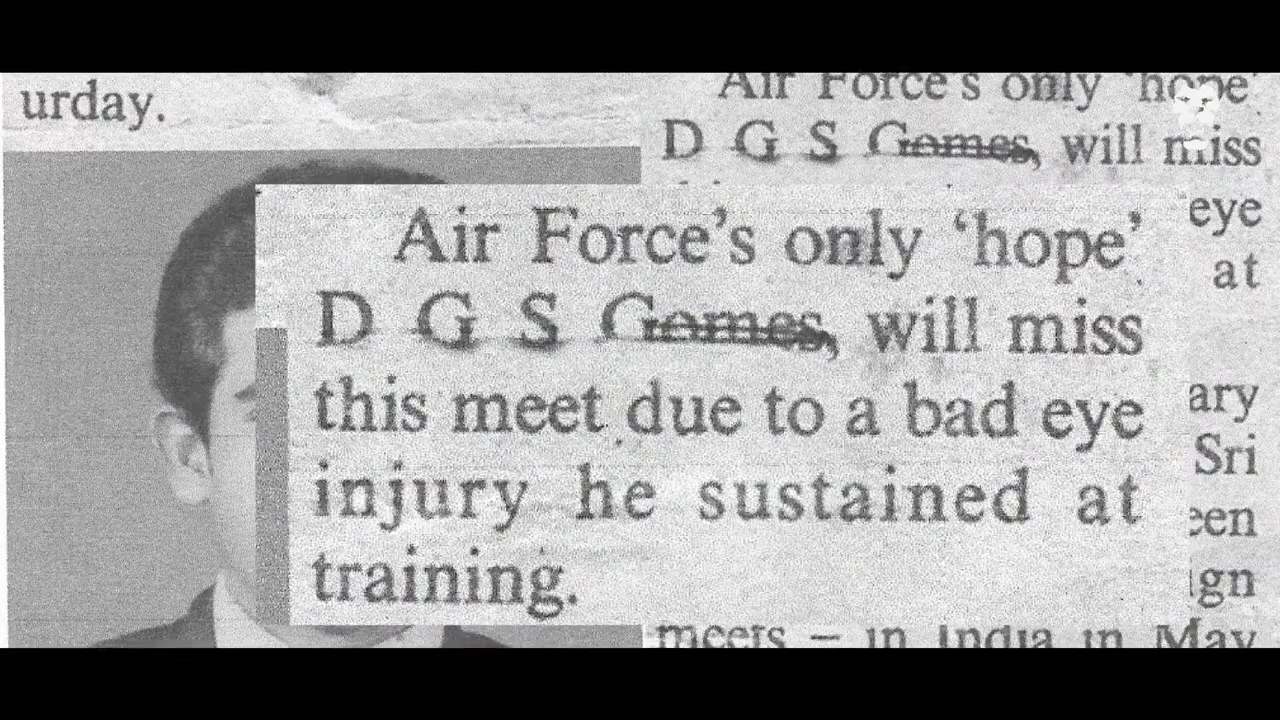 urday.
Air Force's only 'hope'
D G S Gomes, will miss
eye
at
ary
Sri
een
ign
meets – in India in May
Air Force's only ‘hope’
D G S Gomes, will miss
this meet due to a bad eye
injury he sustained at
training.